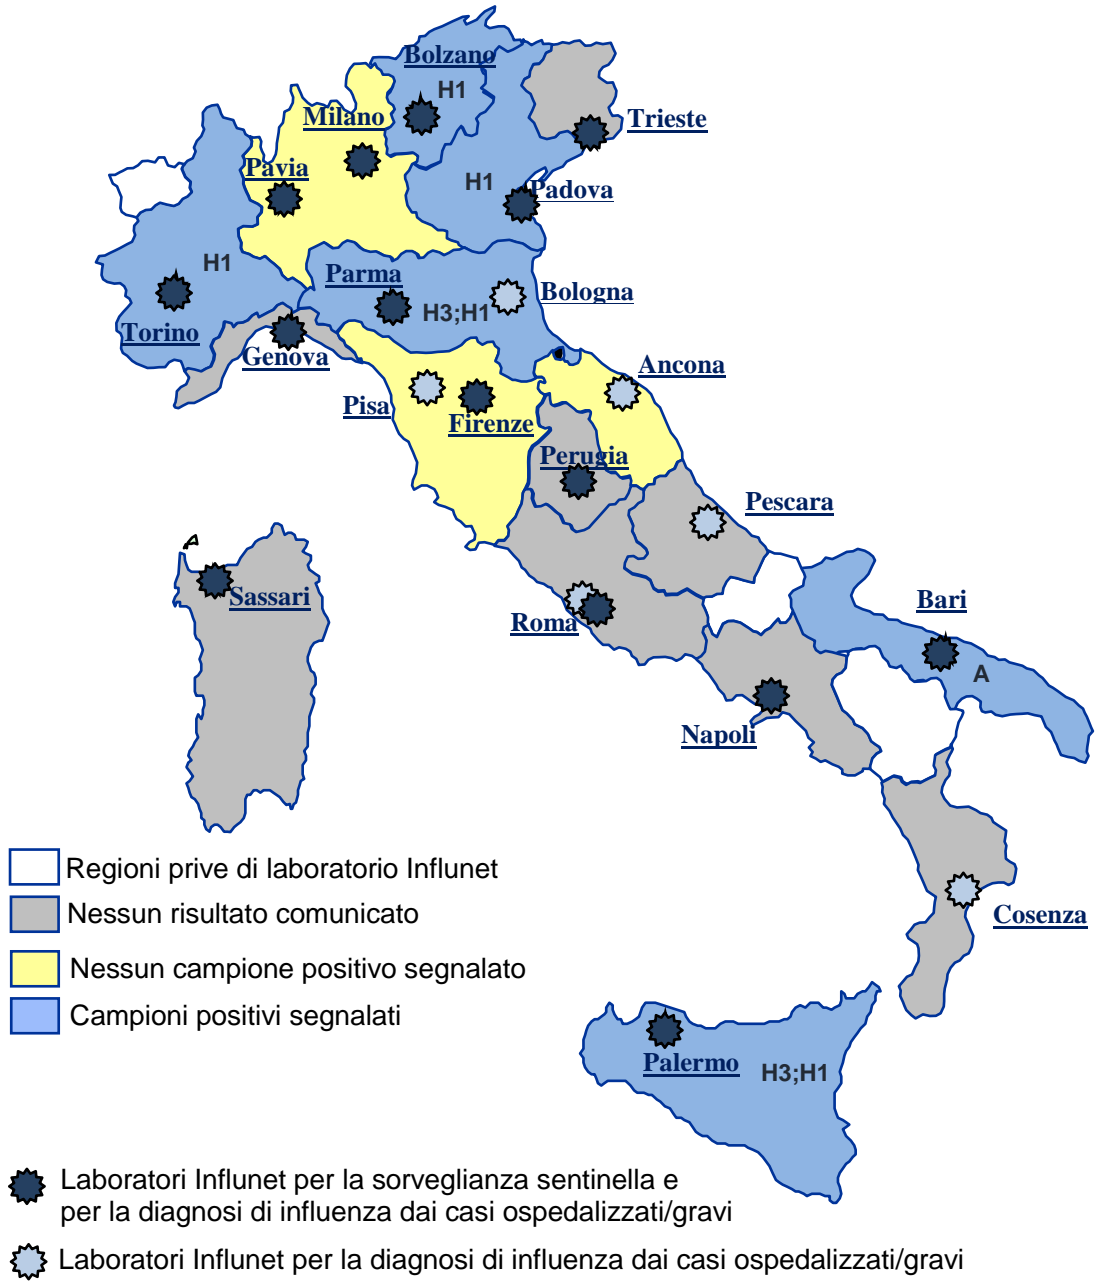 Bolzano
H1
Milano
Trieste
Pavia
H1
Padova
H1
Parma
Bologna
H3;H1
Torino
Genova
Ancona
Pisa
Firenze
Perugia
Pescara
Sassari
Roma
Bari
A
Napoli
Regioni prive di laboratorio Influnet
Nessun risultato comunicato
Cosenza
Nessun campione positivo segnalato
Campioni positivi segnalati
Palermo
H3;H1
Laboratori Influnet per la sorveglianza sentinella e
per la diagnosi di influenza dai casi ospedalizzati/gravi
Laboratori Influnet per la diagnosi di influenza dai casi ospedalizzati/gravi